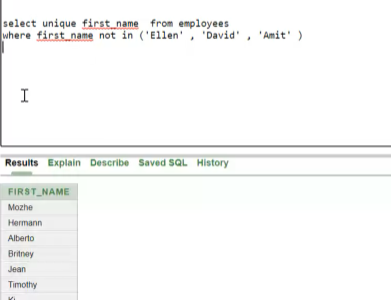 select unique first_name from employees
where first_name not in ('Ellen' , 'David' , 'Amit' )
Results Explain Describe Saved SQL History
FIRST_NAME
Mozhe
Hermann
Alberto
Britney
Jean
Timothy